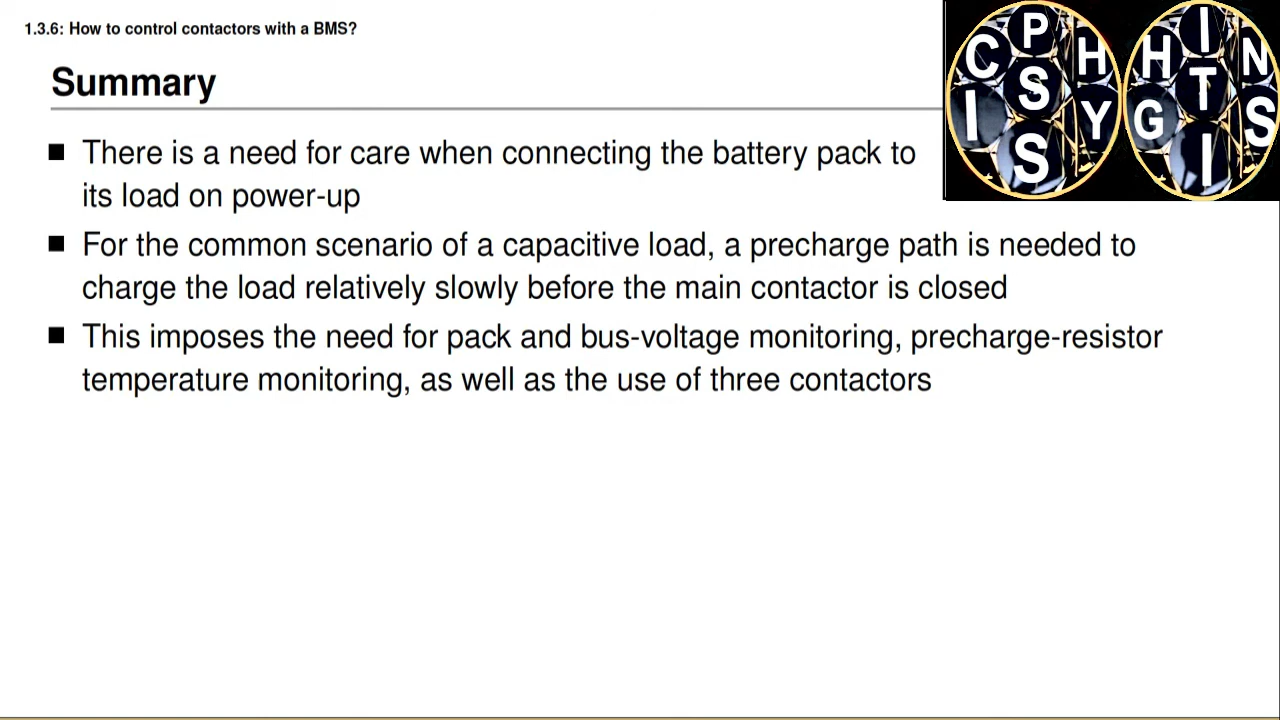 1.3.6: How to control contactors with a BMS?
Summary
There is a need for care when connecting the battery pack to
its load on power-up
For the common scenario of a capacitive load, a precharge path is needed to
charge the load relatively slowly before the main contactor is closed
This imposes the need for pack and bus-voltage monitoring, precharge-resistor
temperature monitoring, as well as the use of three contactors
C P H
I S Y
S
H I N
G T S
I